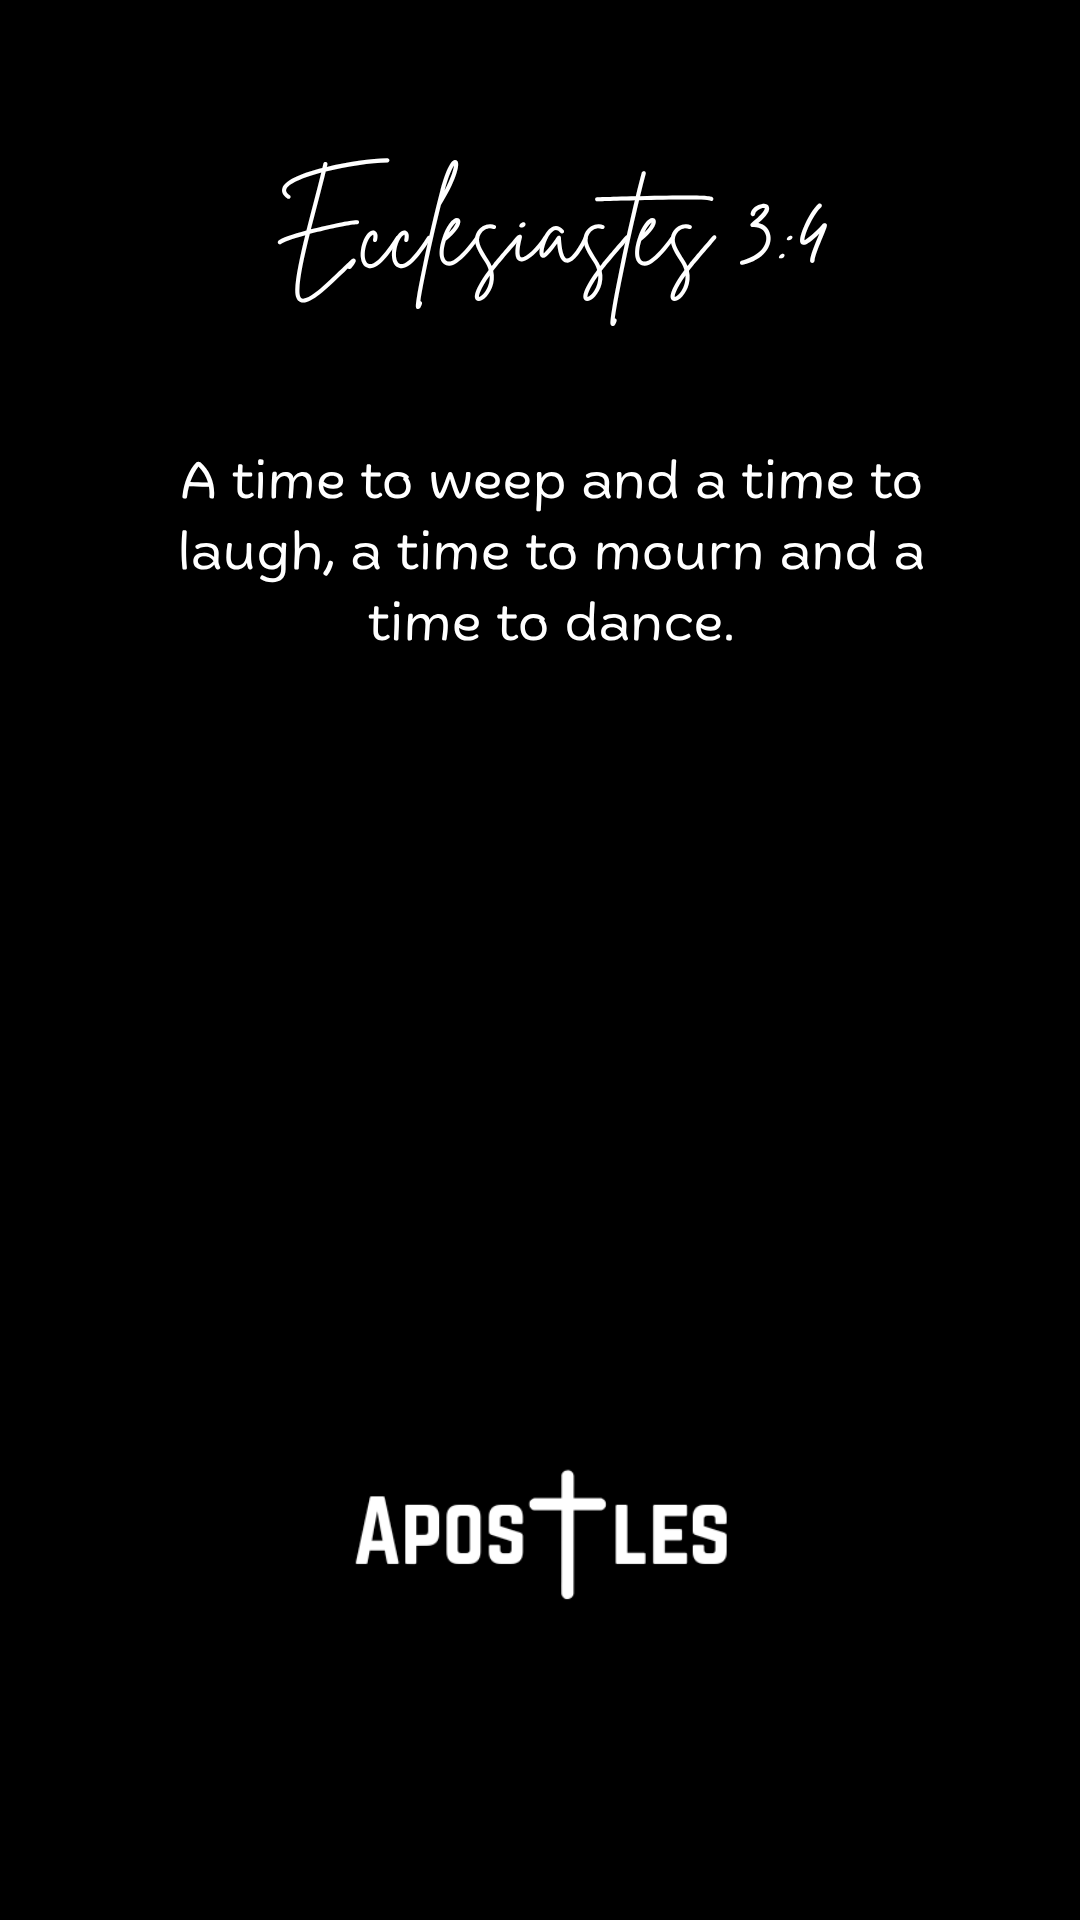 Ecclesiastes 3:4
A time to weep and a time to
laugh, a time to mourn and a
time to dance.
APOSTLES